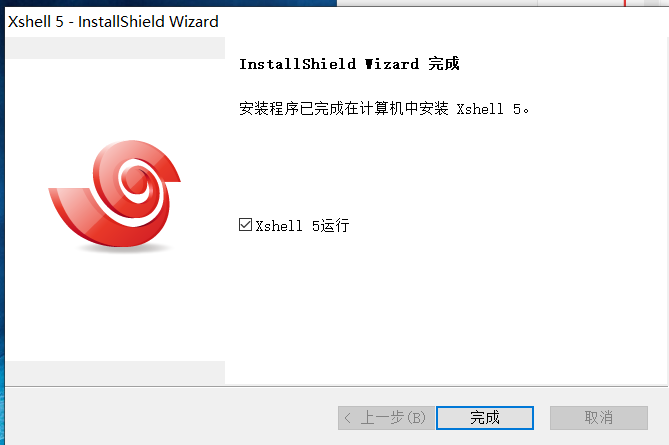 Xshell 5 - InstallShield Wizard
InstallShield Wizard 完成
安装程序已完成在计算机中安装 Xshell 5。
Xshell 5运行
< 上一步(B)
完成
取消